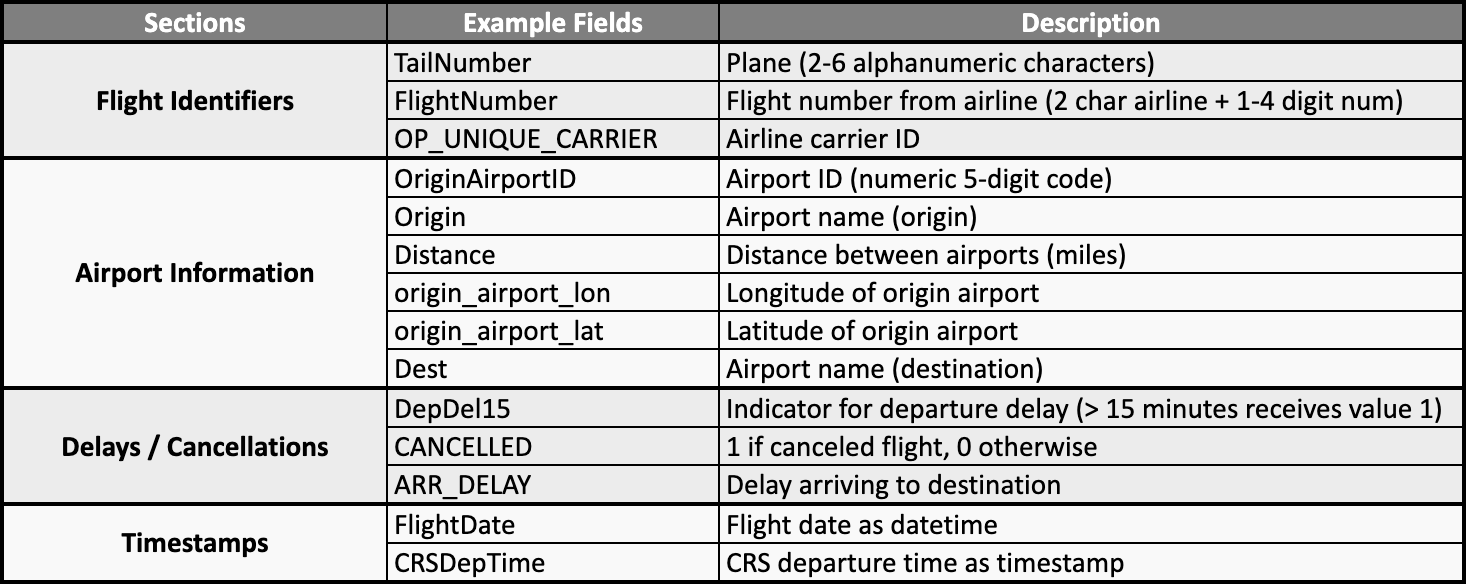 Sections Example Fields Description
Flight Identifiers
TailNumber Plane (2-6 alphanumeric characters)
FlightNumber Flight number from airline (2 char airline + 1-4 digit num)
OP_UNIQUE_CARRIER Airline carrier ID
Airport Information
OriginAirportID Airport ID (numeric 5-digit code)
Origin Airport name (origin)
Distance Distance between airports (miles)
origin_airport_lon Longitude of origin airport
origin_airport_lat Latitude of origin airport
Dest Airport name (destination)
Delays / Cancellations
DepDel15 Indicator for departure delay (> 15 minutes receives value 1)
CANCELLED 1 if canceled flight, 0 otherwise
ARR_DELAY Delay arriving to destination
Timestamps
FlightDate Flight date as datetime
CRSDepTime CRS departure time as timestamp